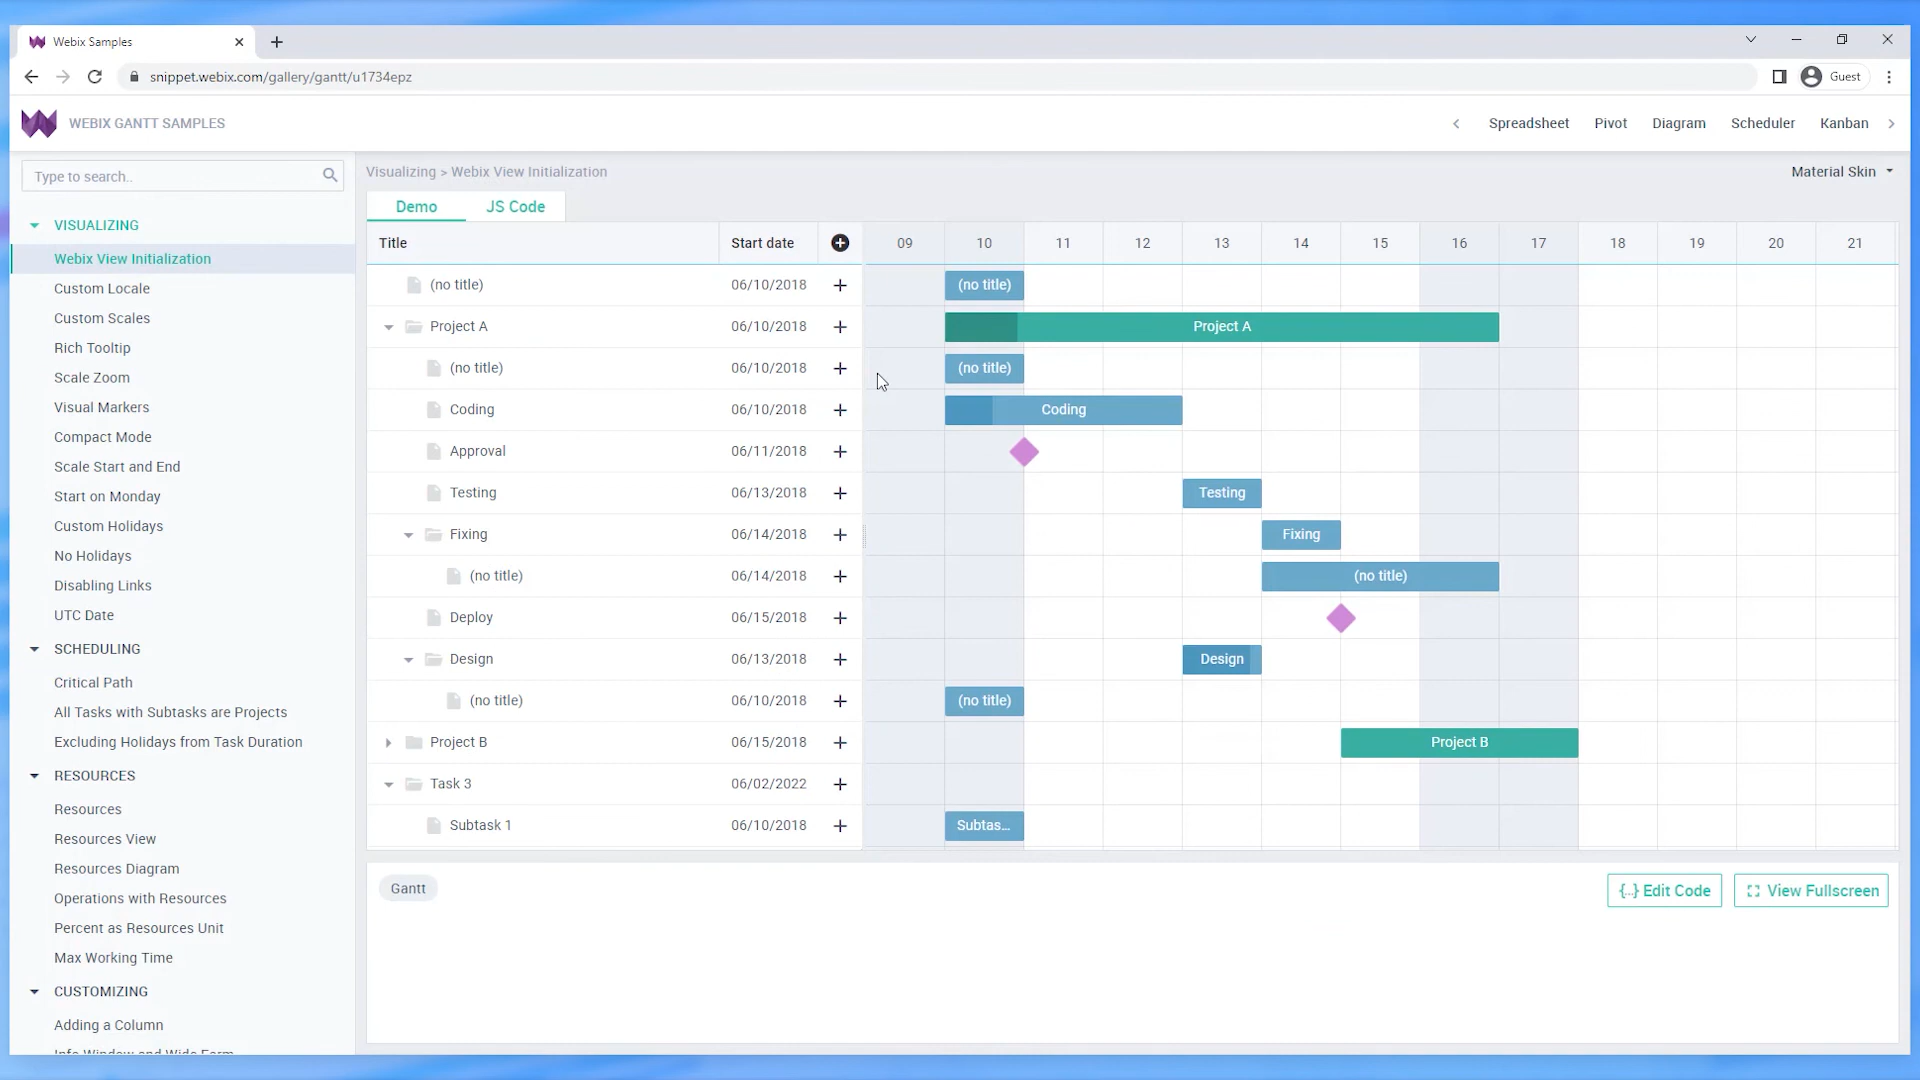 Webix Samples
snippet.webix.com/gallery/gantt/u1734epz
Guest
WEBIX GANTT SAMPLES
Spreadsheet
Pivot
Diagram
Scheduler
Kanban
Type to search..
VISUALIZING
Webix View Initialization
Custom Locale
Custom Scales
Rich Tooltip
Scale Zoom
Visual Markers
Compact Mode
Scale Start and End
Start on Monday
Custom Holidays
No Holidays
Disabling Links
UTC Date
SCHEDULING
Critical Path
All Tasks with Subtasks are Projects
Excluding Holidays from Task Duration
RESOURCES
Resources
Resources View
Resources Diagram
Operations with Resources
Percent as Resources Unit
Max Working Time
CUSTOMIZING
Adding a Column
Visualizing > Webix View Initialization
Material Skin
Demo
JS Code
Title Start date 09 10 11 12 13 14 15 16 17 18 19 20 21
(no title) 06/10/2018 (no title)
Project A 06/10/2018 Project A
(no title) 06/10/2018 (no title)
Coding 06/10/2018 Coding
Approval 06/11/2018
Testing 06/13/2018 Testing
Fixing 06/14/2018 Fixing
(no title) 06/14/2018 (no title)
Deploy 06/15/2018
Design 06/13/2018 Design
(no title) 06/10/2018 (no title)
Project B 06/15/2018 Project B
Task 3 06/02/2022
Subtask 1 06/10/2018 Subtas...
Gantt
{..} Edit Code
View Fullscreen